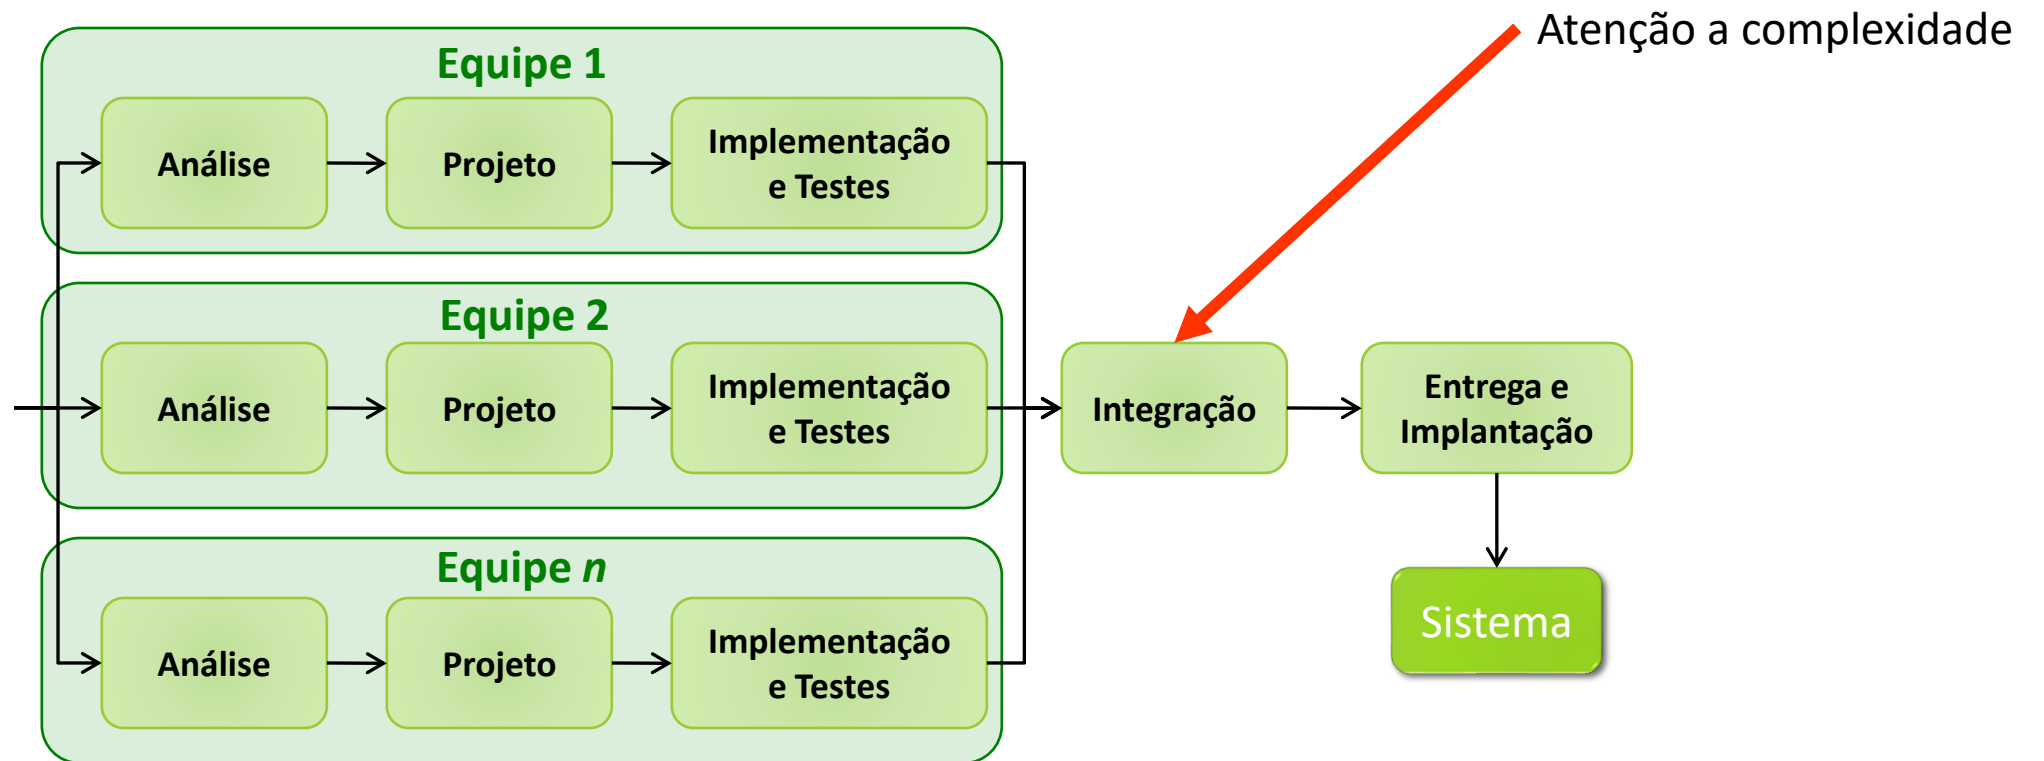 Atenção a complexidade
Equipe 1
Análise
Projeto
Implementação
e Testes
Equipe 2
Análise
Projeto
Implementação
e Testes
Integração
Entrega e
Implantação
Equipe n
Análise
Projeto
Implementação
e Testes
Sistema